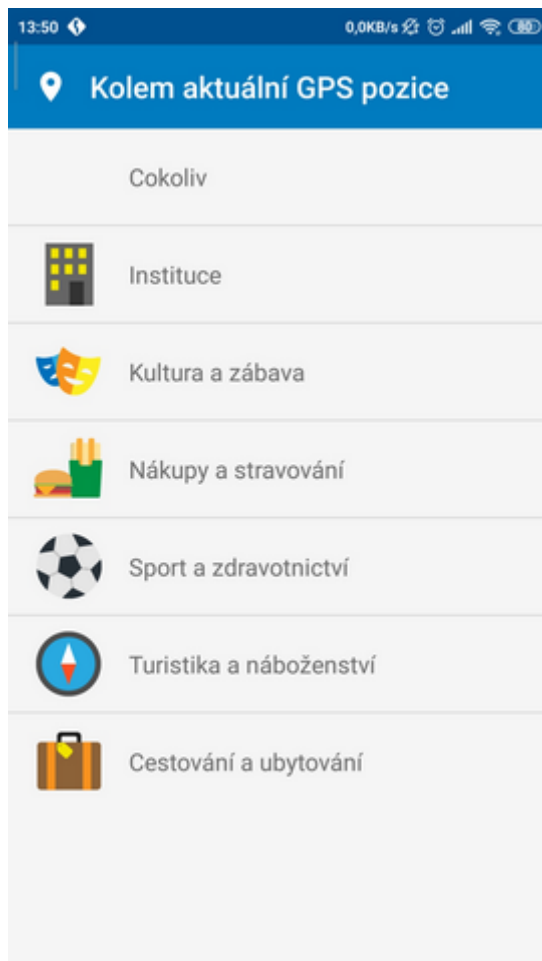 13:50 0,0KB/s 80
Kolem aktuální GPS pozice
Cokoliv
Instituce
Kultura a zábava
Nákupy a stravování
Sport a zdravotnictví
Turistika a náboženství
Cestování a ubytování